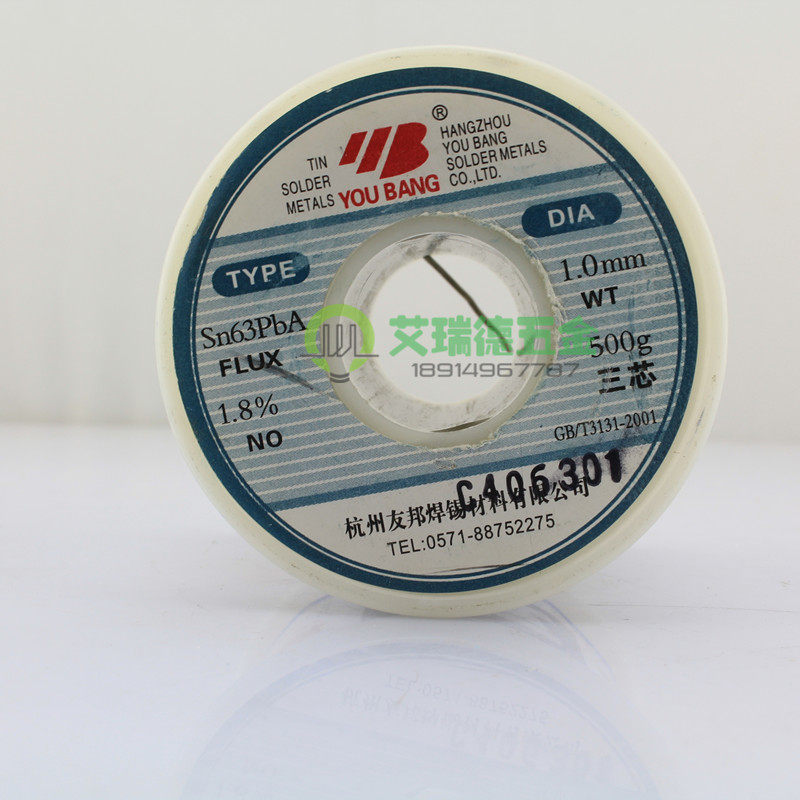 TIN
SOLDER
METALS
YOU BANG
®
HANGZHOU
YOU BANG
SOLDER METALS
CO.,LTD.
TYPE
Sn63PbA
FLUX
1.8%
NO
DIA
1.0mm
WT
500g
三芯
GB/T3131-2001
C406301
杭州友邦焊锡材料有限公司
TEL:0571-88752275
艾瑞德五金
18914967787